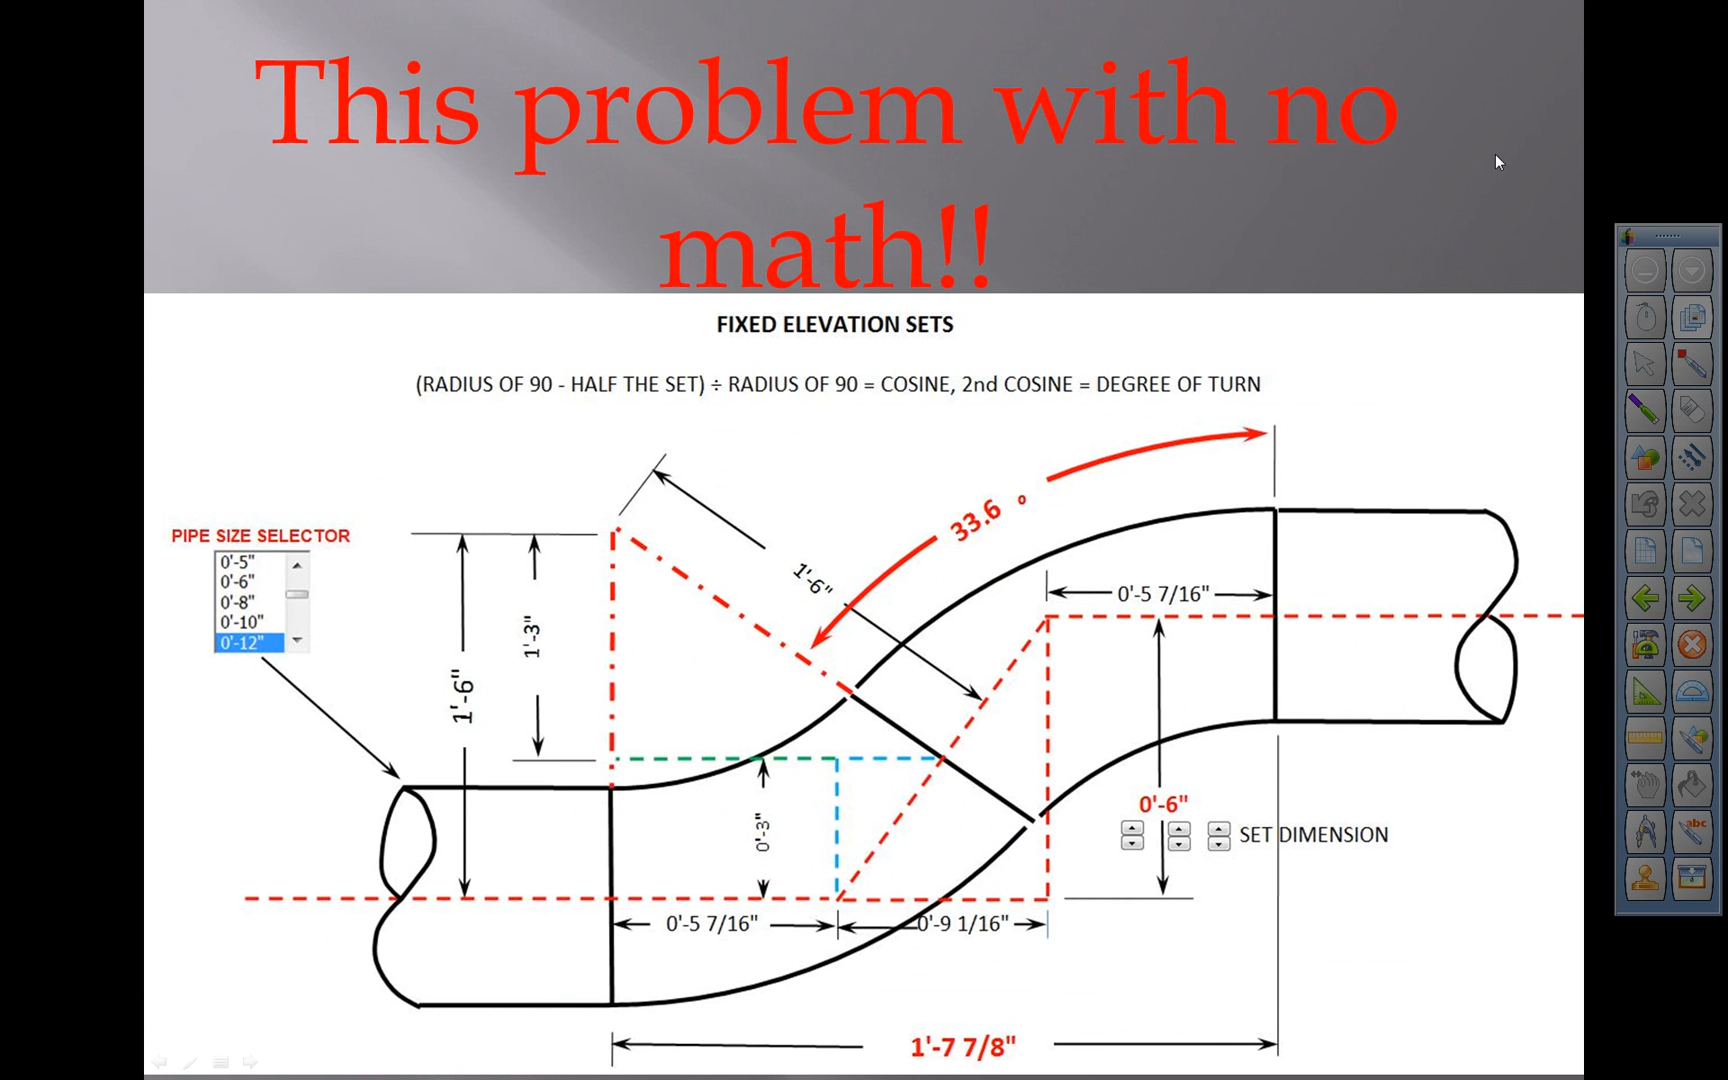 This problem with no
math!!
FIXED ELEVATION SETS
(RADIUS OF 90 - HALF THE SET) ÷ RADIUS OF 90 = COSINE, 2nd COSINE = DEGREE OF TURN
33.6 °
PIPE SIZE SELECTOR
0'-5"
0'-6"
0'-8"
0'-10"
0'-12"
1'-6"
1'-3"
1'-6"
0'-5 7/16"
0'-3"
0'-6"
SET DIMENSION
0'-5 7/16"
0'-9 1/16"
1'-7 7/8"
abc